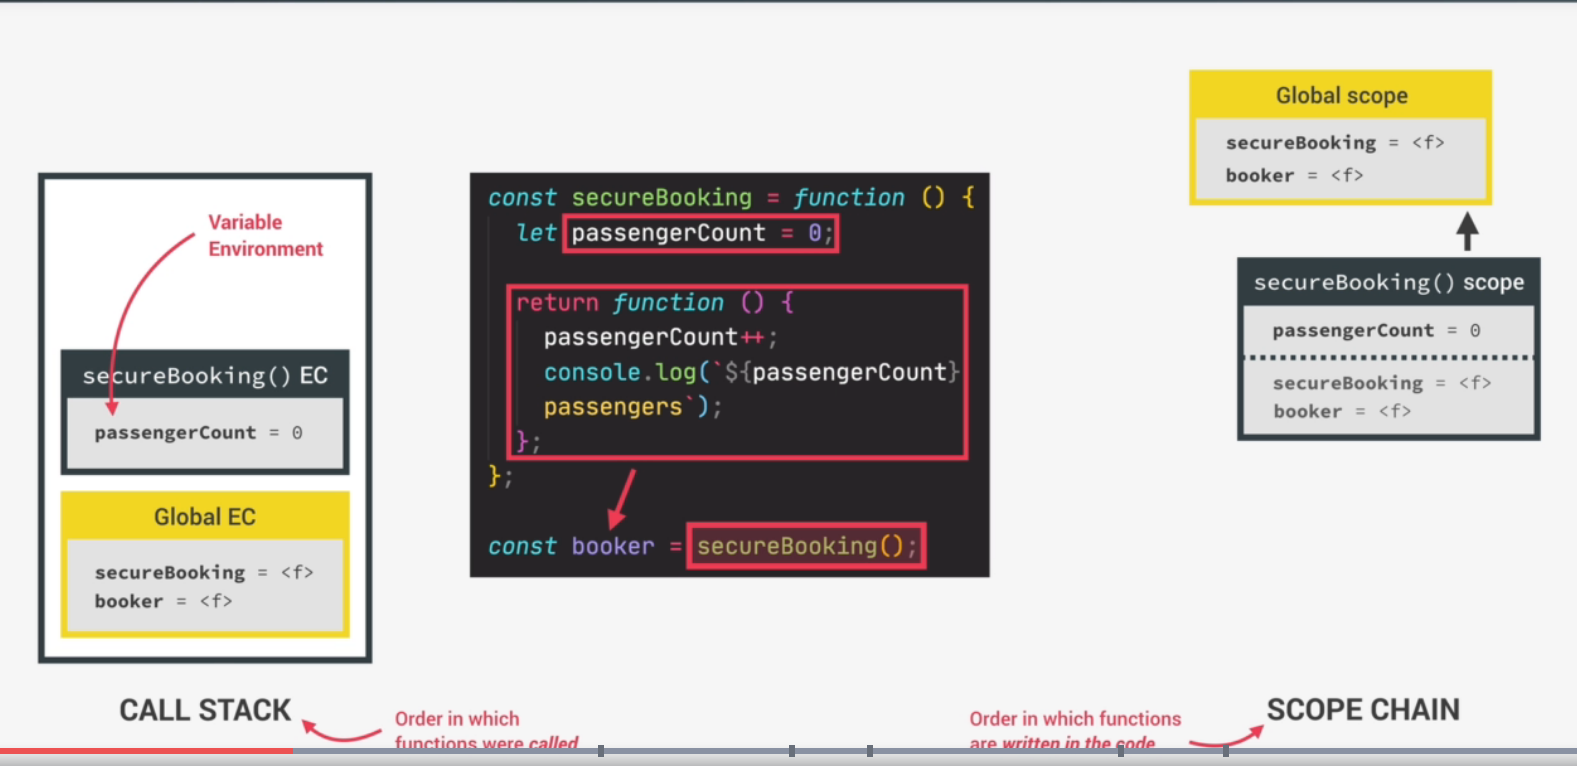 Variable
Environment
secureBooking() EC
passengerCount = 0
Global EC
secureBooking = <f>
booker = <f>
CALL STACK
Order in which
functions were called
const secureBooking = function () {
let passengerCount = 0;
return function () {
passengerCount++;
console.log(`${passengerCount}
passengers`);
};
};
const booker = secureBooking();
Global scope
secureBooking = <f>
booker = <f>
secureBooking() scope
passengerCount = 0
secureBooking = <f>
booker = <f>
Order in which functions
are written in the code
SCOPE CHAIN